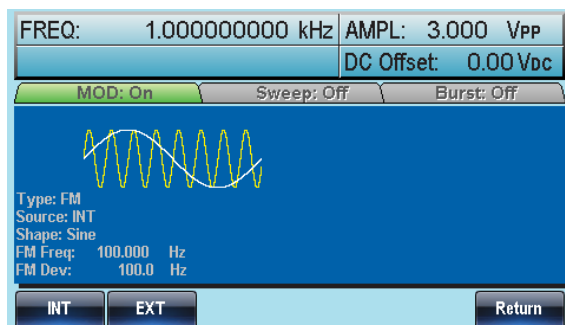 FREQ: 1.000000000 kHz AMPL: 3.000 VPP
DC Offset: 0.00 VDC
MOD: On Sweep: Off Burst: Off
Type: FM
Source: INT
Shape: Sine
FM Freq: 100.000 Hz
FM Dev: 100.0 Hz
INT EXT Return